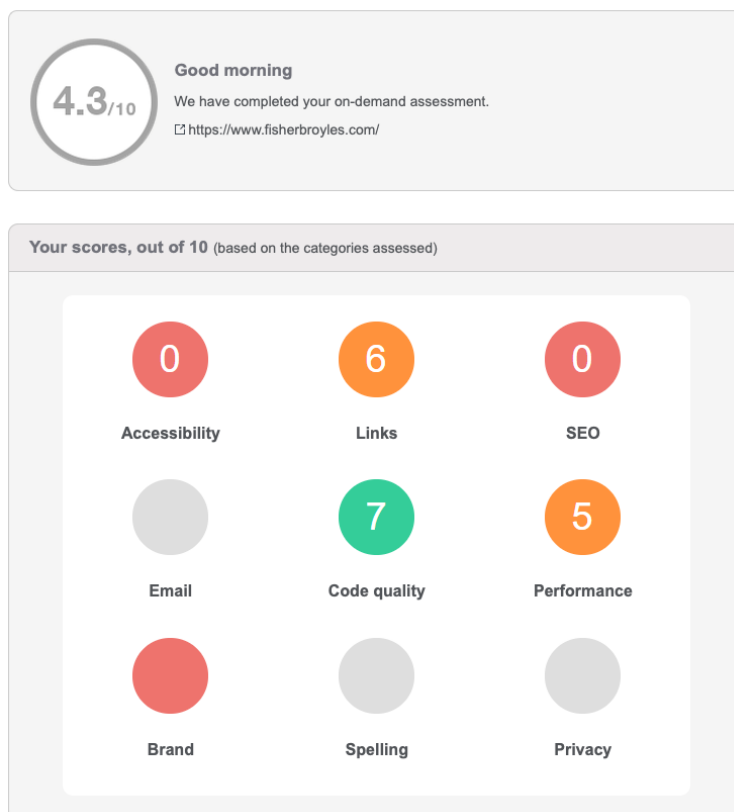 4.3/10
Good morning
We have completed your on-demand assessment.
https://www.fisherbroyles.com/
Your scores, out of 10 (based on the categories assessed)
0 6 0
Accessibility Links SEO
7 5
Email Code quality Performance
Brand Spelling Privacy